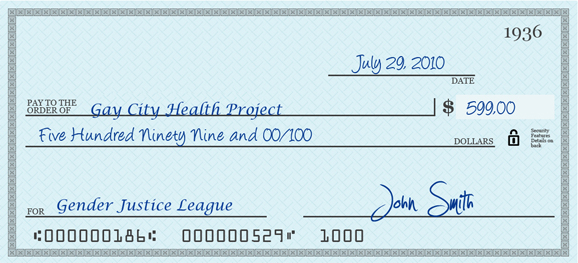 1936
July 29, 2010
DATE
PAY TO THE
ORDER OF Gay City Health Project $ 599.00
Five Hundred Ninety Nine and 00/100 DOLLARS
Security
Features
Details on
back
FOR Gender Justice League John Smith
⑆000000186⑆ 000000529⑈ 1000